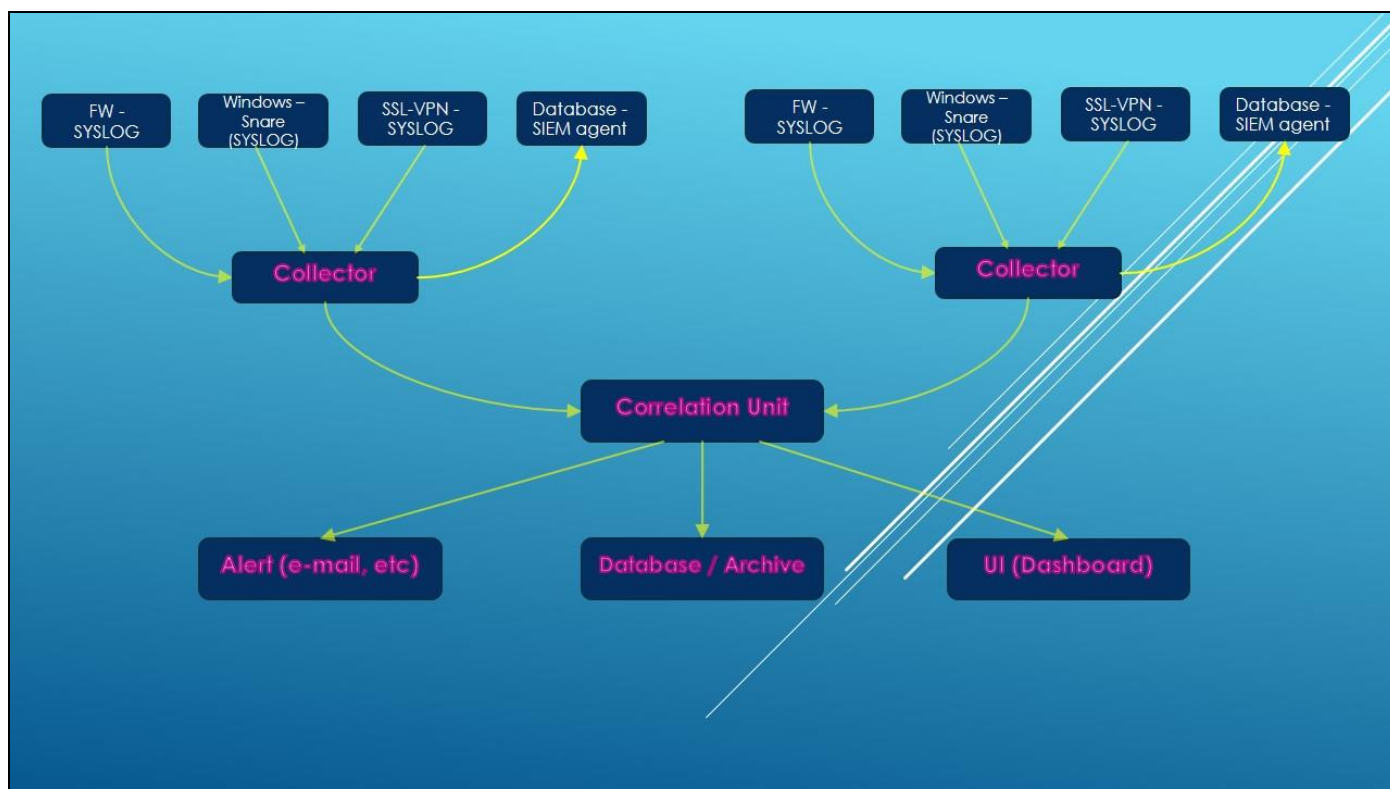 FW -
SYSLOG
Windows –
Snare
(SYSLOG)
SSL-VPN -
SYSLOG
Database -
SIEM agent
FW -
SYSLOG
Windows –
Snare
(SYSLOG)
SSL-VPN -
SYSLOG
Database -
SIEM agent
Collector
Collector
Correlation Unit
Alert (e-mail, etc)
Database / Archive
UI (Dashboard)